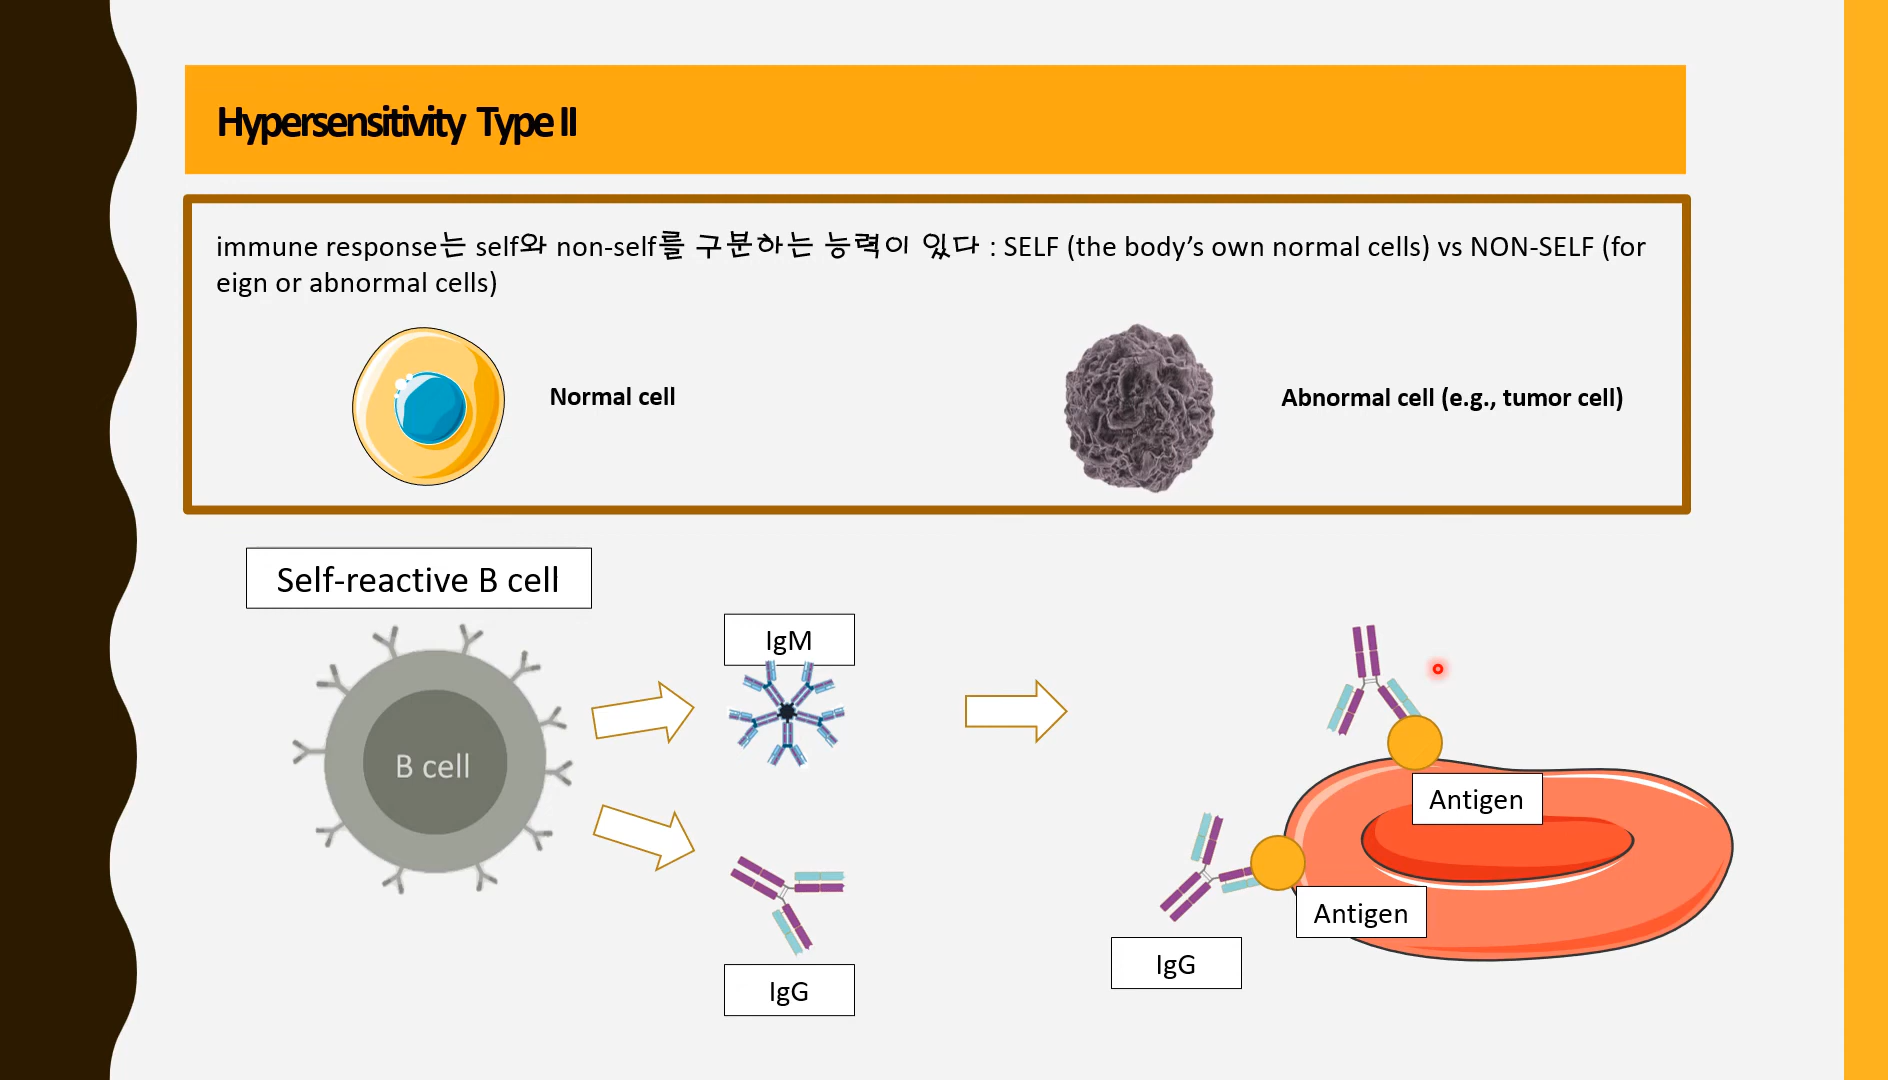 Hypersensitivity Type II
immune response는 self와 non-self를 구분하는 능력이 있다 : SELF (the body’s own normal cells) vs NON-SELF (for
eign or abnormal cells)
Normal cell
Abnormal cell (e.g., tumor cell)
Self-reactive B cell
IgM
B cell
Antigen
Antigen
IgG
IgG